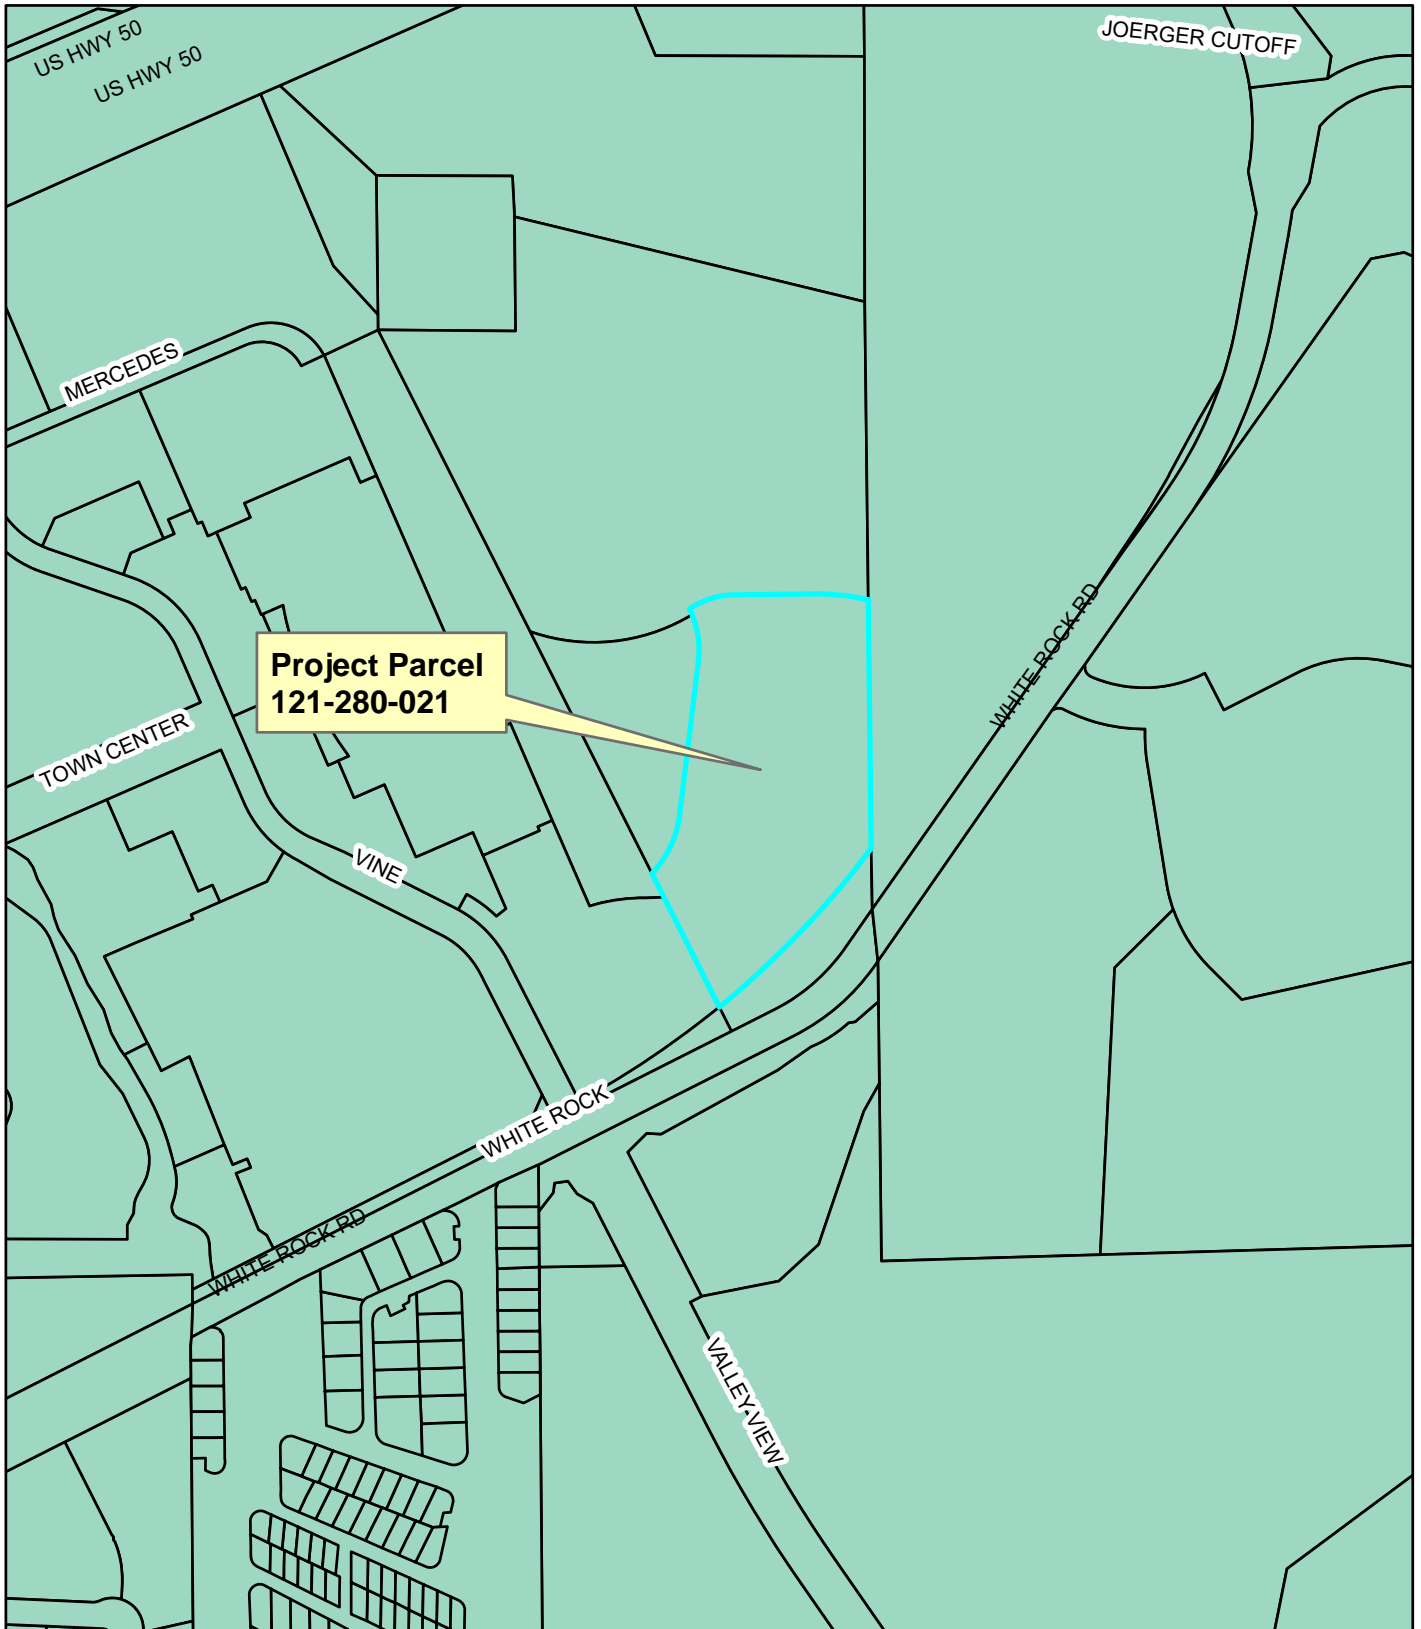 US HWY 50
US HWY 50
JOERGER CUTOFF
MERCEDES
WHITE ROCK RD
Project Parcel
121-280-021
TOWN CENTER
VINE
WHITE ROCK
WHITE ROCK RD
VALLEY VIEW